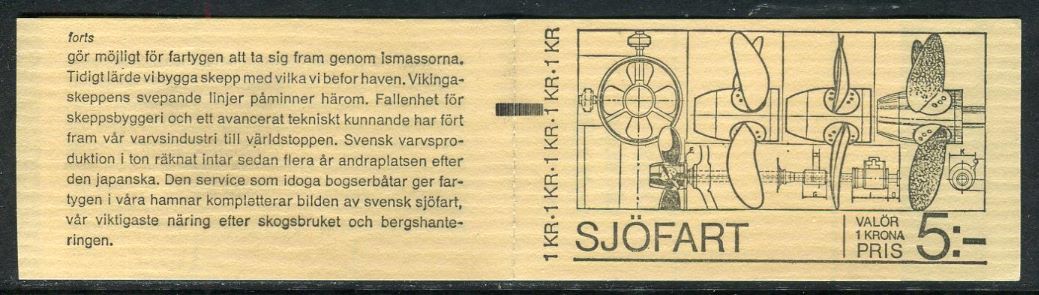 forts
gör möjligt för fartygen att ta sig fram genom ismassorna.
Tidigt lärde vi bygga skepp med vilka vi befor haven. Vikinga-
skeppens svepande linjer påminner härom. Fallenhet för
skeppsbyggeri och ett avancerat tekniskt kunnande har fört
fram vår varvsindustri till världstoppen. Svensk varvspro-
duktion i ton räknat intar sedan flera år andraplatsen efter
den japanska. Den service som idoga bogserbåtar ger far-
tygen i våra hamnar kompletterar bilden av svensk sjöfart,
vår viktigaste näring efter skogsbruket och bergshante-
ringen.
1 KR·1 KR·1 KR·1 KR·1 KR
SJÖFART
VALÖR
1 KRONA
PRIS
5:-